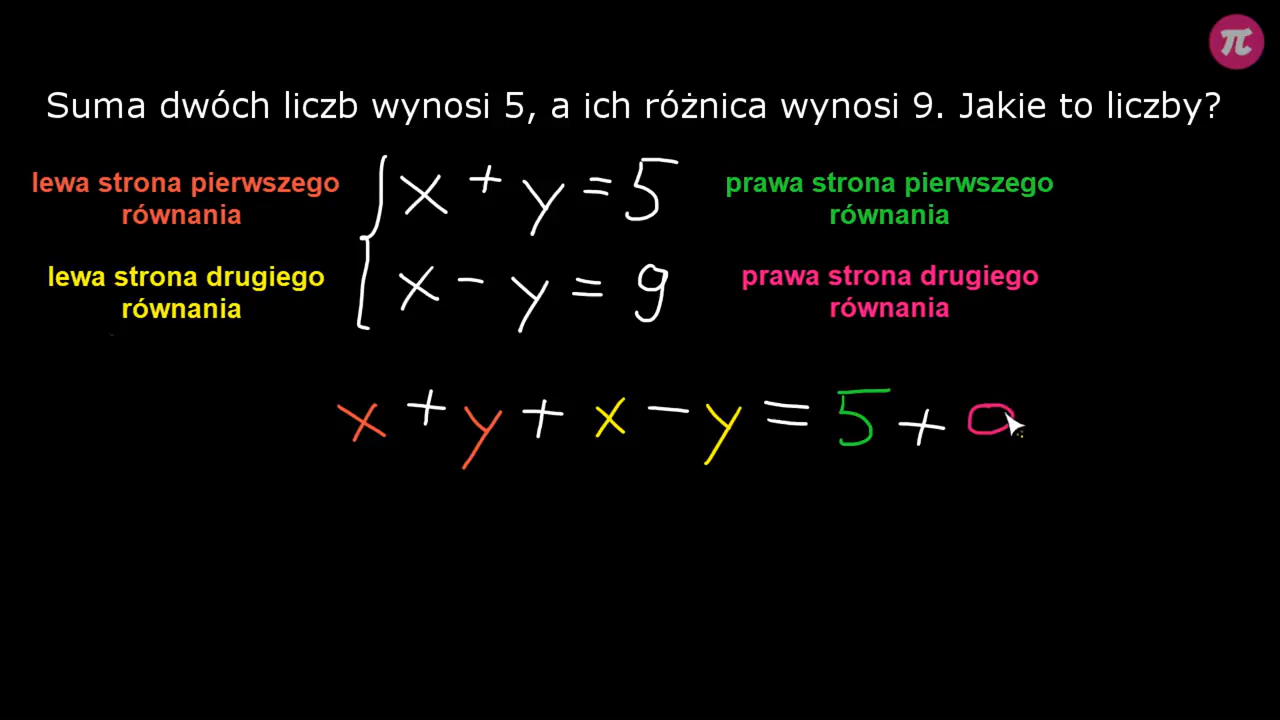 π
Suma dwóch liczb wynosi 5, a ich różnica wynosi 9. Jakie to liczby?
lewa strona pierwszego
równania
x + y = 5
prawa strona pierwszego
równania
lewa strona drugiego
równania
x - y = 9
prawa strona drugiego
równania
x + y + x - y = 5 +